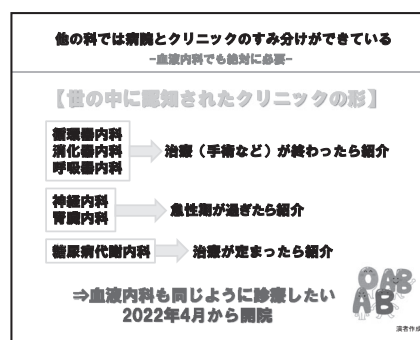 他の科では病院とクリニックのすみ分けができている
-血液内科でも絶対に必要-
【世の中に認知されたクリニックの形】
循環器内科
消化器内科
呼吸器内科
治療（手術など）が終わったら紹介
神経内科
腎臓内科
急性期が過ぎたら紹介
糖尿病代謝内科
治療が定まったら紹介
⇒血液内科も同じように診療したい
2022年4月から開院
O AB
A B
演者作成